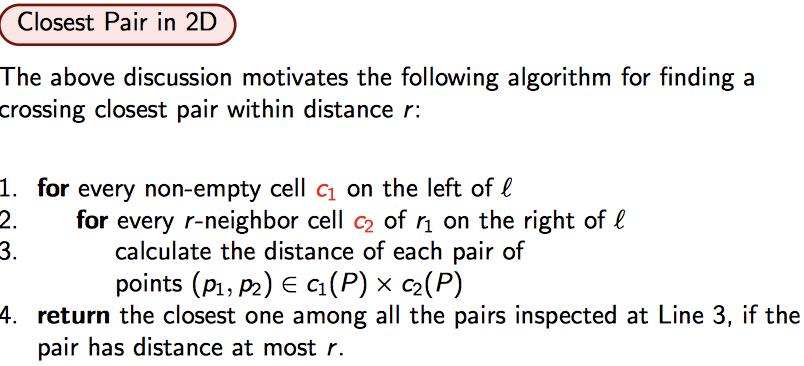 Closest Pair in 2D
The above discussion motivates the following algorithm for finding a
crossing closest pair within distance r:
1. for every non-empty cell c₁ on the left of ℓ
2. for every r-neighbor cell c₂ of r₁ on the right of ℓ
3. calculate the distance of each pair of
points (p₁, p₂) ∈ c₁(P) × c₂(P)
4. return the closest one among all the pairs inspected at Line 3, if the
pair has distance at most r.